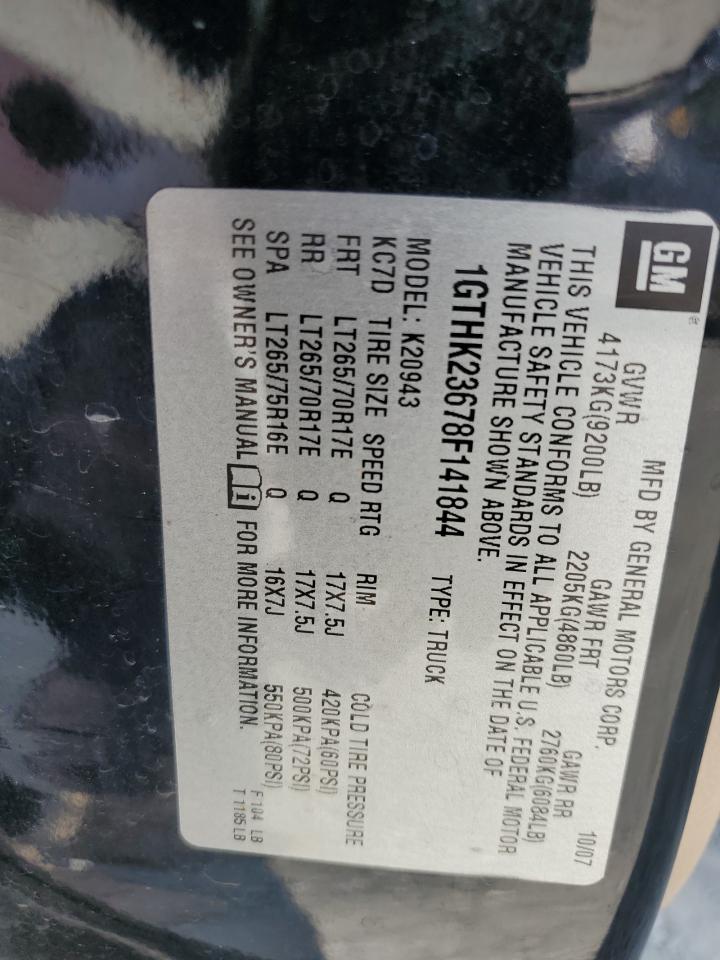 GM ®
MFD BY GENERAL MOTORS CORP.
10/07
GVWR GAWR FRT GAWR RR
4173KG(9200LB) 2205KG(4860LB) 2760KG(6084LB)
THIS VEHICLE CONFORMS TO ALL APPLICABLE U.S. FEDERAL MOTOR
VEHICLE SAFETY STANDARDS IN EFFECT ON THE DATE OF
MANUFACTURE SHOWN ABOVE.
1GTHK23678F141844 TYPE: TRUCK
MODEL: K20943
KC7D TIRE SIZE SPEED RTG RIM COLD TIRE PRESSURE
FRT LT265/70R17E Q 17X7.5J 420KPA(60PSI)
RR LT265/70R17E Q 17X7.5J 500KPA(72PSI)
SPA LT265/75R16E Q 16X7J 550KPA(80PSI)
SEE OWNER'S MANUAL i FOR MORE INFORMATION.
F104 LB
T1185LB